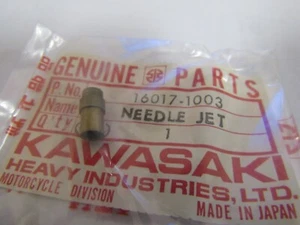 GENUINE PARTS
P. No. 16017-1003
Name NEEDLE JET
Q'ty 1
KAWASAKI
HEAVY INDUSTRIES, LTD.
MOTORCYCLE DIVISION
MADE IN JAPAN